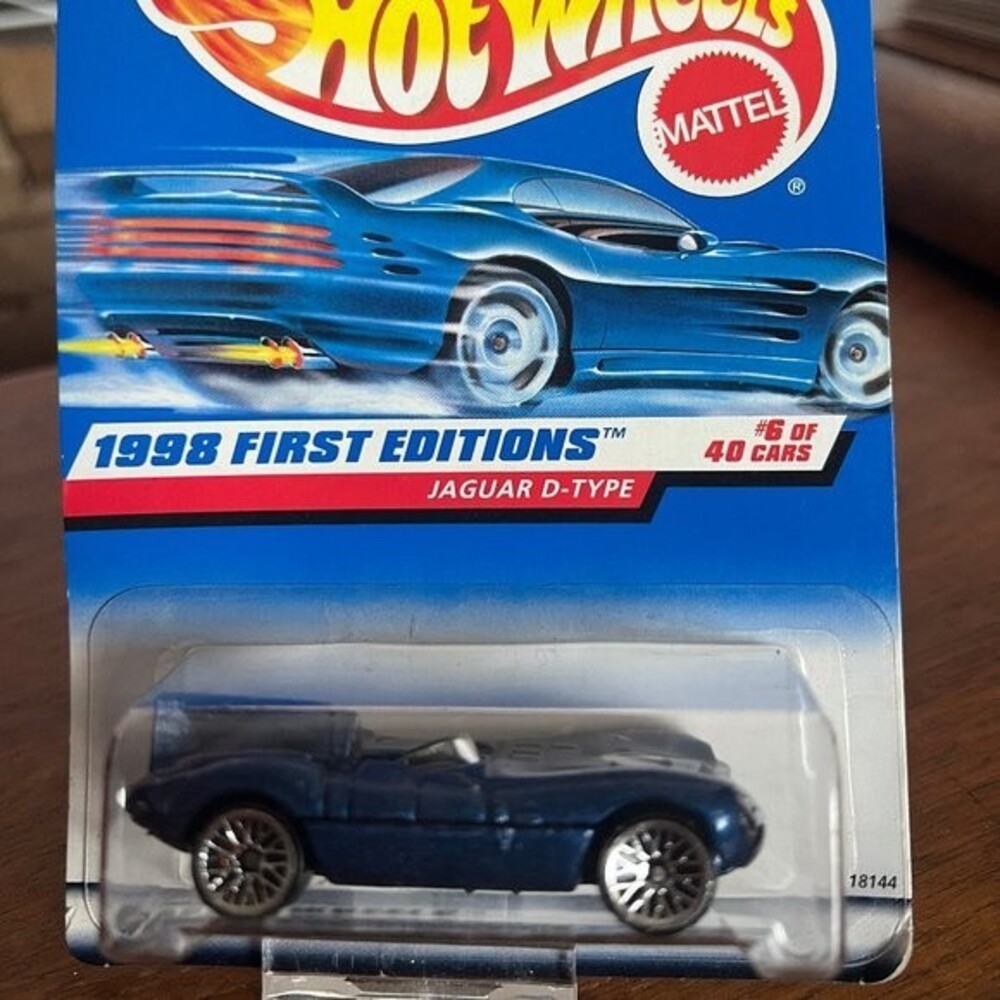 HOT WHEELS
MATTEL
®
1998 FIRST EDITIONS™
#6 OF
40 CARS
JAGUAR D-TYPE
18144